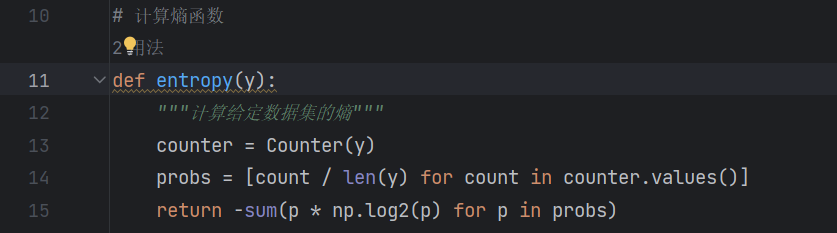 10 # 计算熵函数
2 用法
11 def entropy(y):
12 """计算给定数据集的熵"""
13 counter = Counter(y)
14 probs = [count / len(y) for count in counter.values()]
15 return -sum(p * np.log2(p) for p in probs)